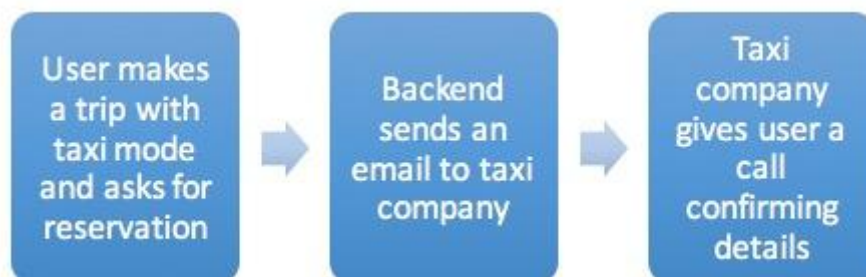 User makes
a trip with
taxi mode
and asks for
reservation
Backend
sends an
email to taxi
company
Taxi
company
gives user a
call
confirming
details